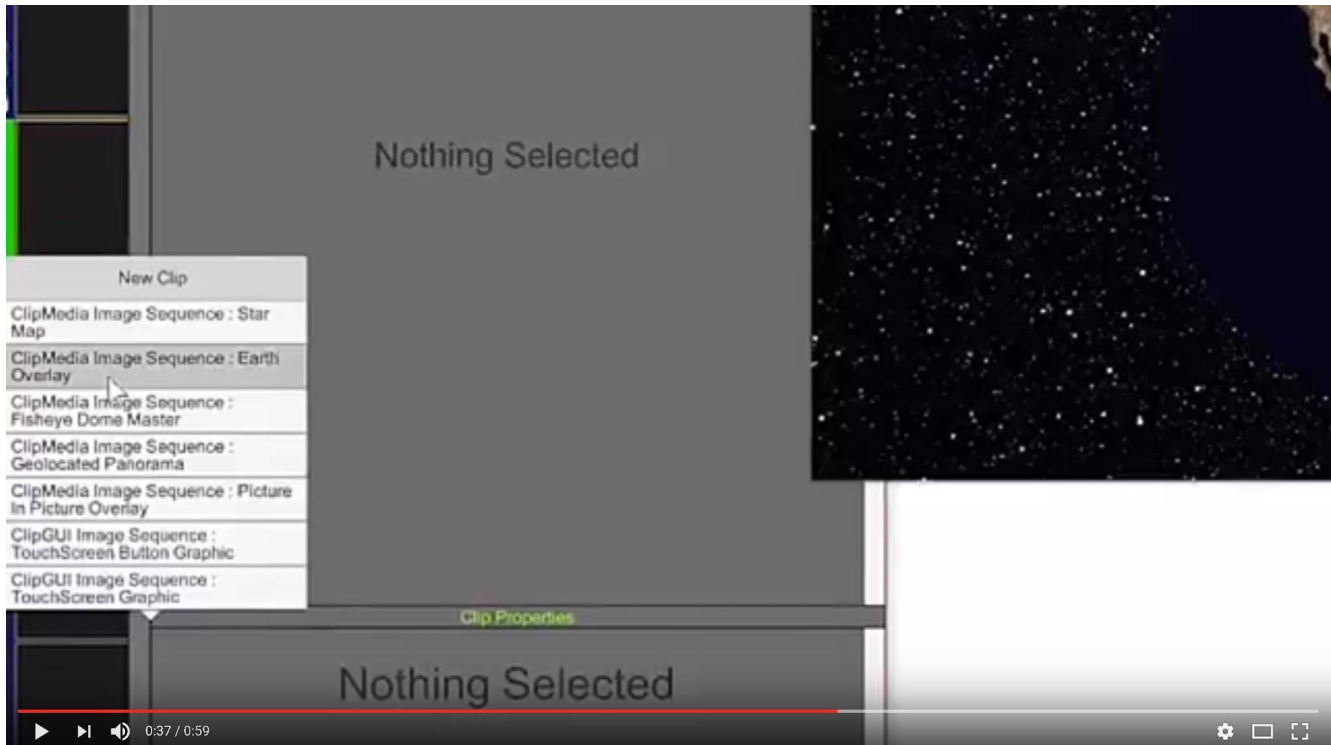 Nothing Selected
New Clip
ClipMedia Image Sequence : Star
Map
ClipMedia Image Sequence : Earth
Overlay
ClipMedia Image Sequence :
Fisheye Dome Master
ClipMedia Image Sequence :
Geolocated Panorama
ClipMedia Image Sequence : Picture
In Picture Overlay
ClipGUI Image Sequence :
TouchScreen Button Graphic
ClipGUI Image Sequence :
TouchScreen Graphic
Clip Properties
Nothing Selected
0:37 / 0:59